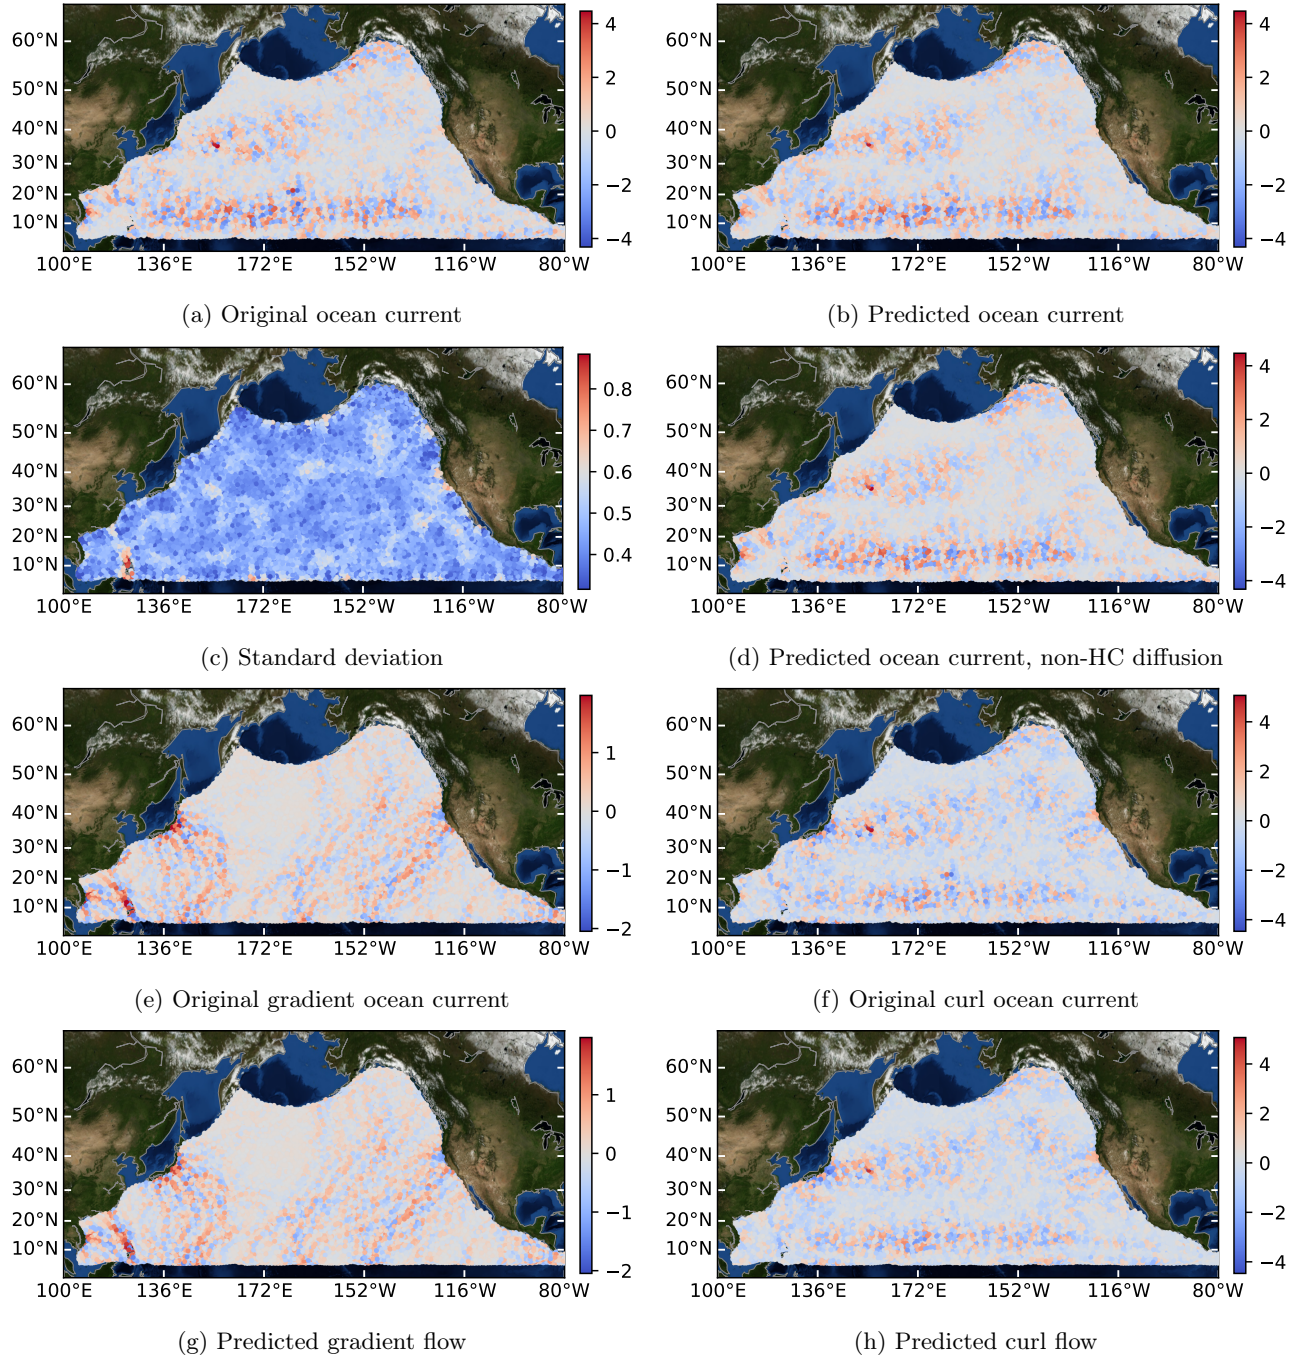 60°N
50°N
40°N
30°N
20°N
10°N
100°E 136°E 172°E 152°W 116°W 80°W
4
2
0
−2
−4
(a) Original ocean current
60°N
50°N
40°N
30°N
20°N
10°N
100°E 136°E 172°E 152°W 116°W 80°W
4
2
0
−2
−4
(b) Predicted ocean current
60°N
50°N
40°N
30°N
20°N
10°N
100°E 136°E 172°E 152°W 116°W 80°W
0.8
0.7
0.6
0.5
0.4
(c) Standard deviation
60°N
50°N
40°N
30°N
20°N
10°N
100°E 136°E 172°E 152°W 116°W 80°W
4
2
0
−2
−4
(d) Predicted ocean current, non-HC diffusion
60°N
50°N
40°N
30°N
20°N
10°N
100°E 136°E 172°E 152°W 116°W 80°W
1
0
−1
−2
(e) Original gradient ocean current
60°N
50°N
40°N
30°N
20°N
10°N
100°E 136°E 172°E 152°W 116°W 80°W
4
2
0
−2
−4
(f) Original curl ocean current
60°N
50°N
40°N
30°N
20°N
10°N
100°E 136°E 172°E 152°W 116°W 80°W
1
0
−1
−2
(g) Predicted gradient flow
60°N
50°N
40°N
30°N
20°N
10°N
100°E 136°E 172°E 152°W 116°W 80°W
4
2
0
−2
−4
(h) Predicted curl flow